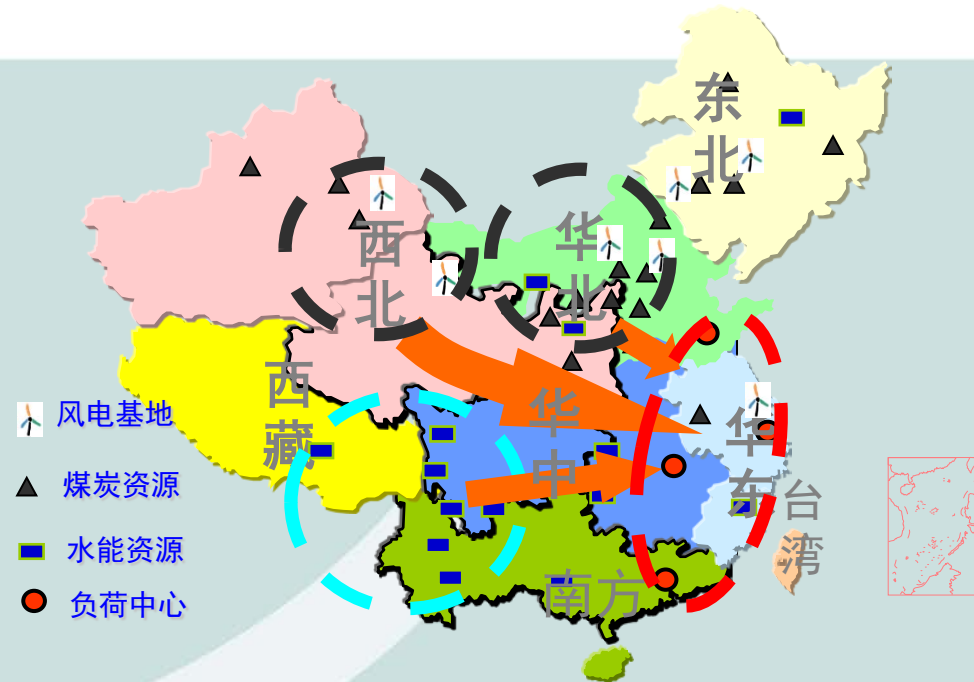 东北
西北
华北
西藏
华中
华东
台湾
南方
风电基地
煤炭资源
水能资源
负荷中心